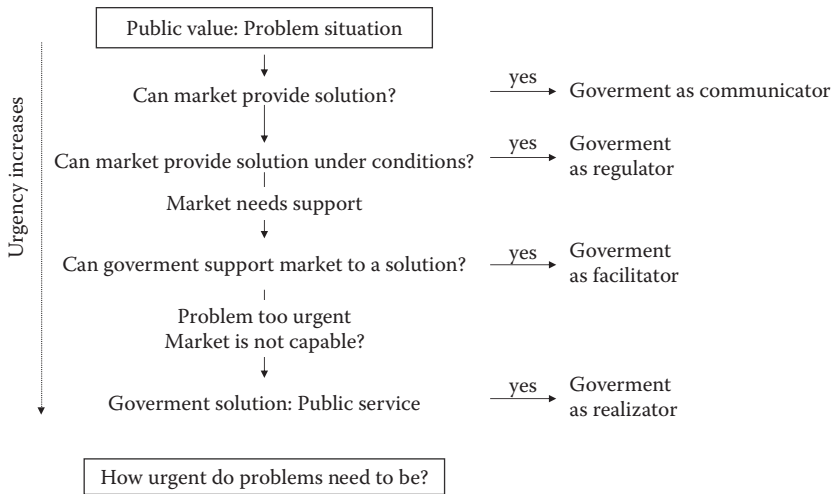 Public value: Problem situation
Can market provide solution?
yes
Goverment as communicator
Can market provide solution under conditions?
yes
Goverment
as regulator
Market needs support
Can goverment support market to a solution?
yes
Goverment
as facilitator
Problem too urgent
Market is not capable?
Goverment solution: Public service
yes
Goverment
as realizator
Urgency increases
How urgent do problems need to be?